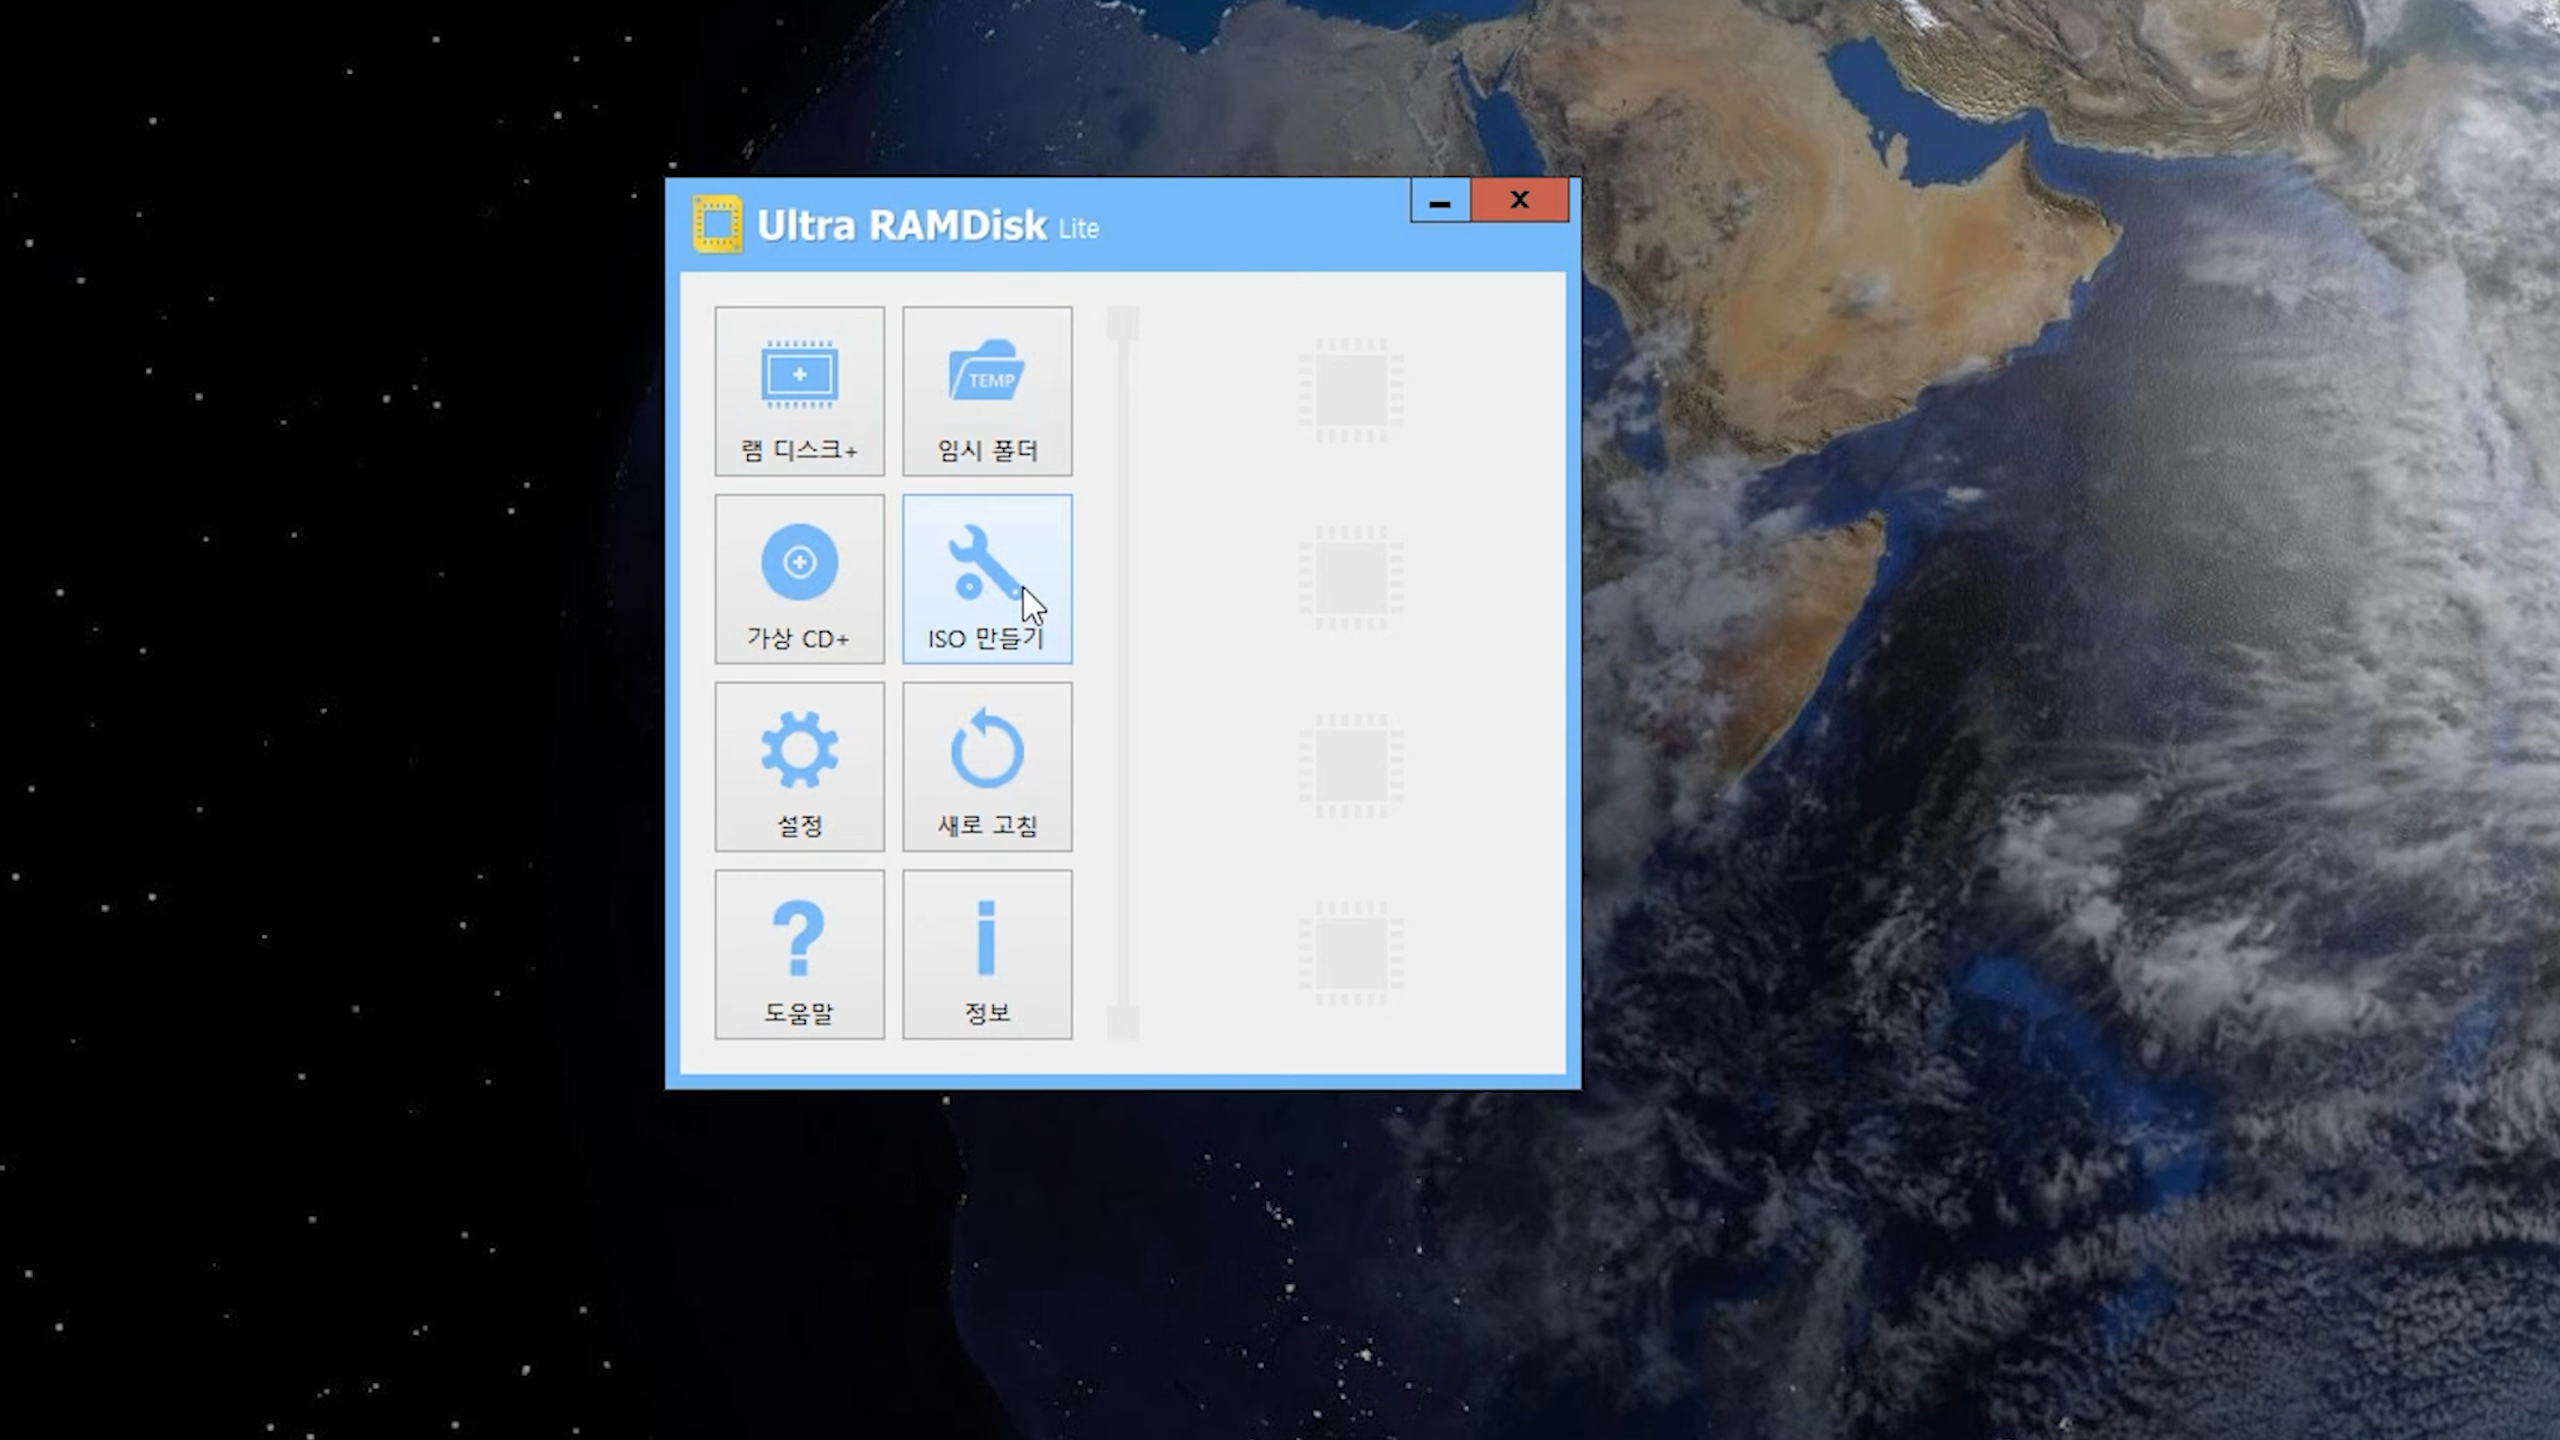 Ultra RAMDisk Lite
램 디스크+
임시 폴더
TEMP
가상 CD+
ISO 만들기
설정
새로 고침
도움말
정보